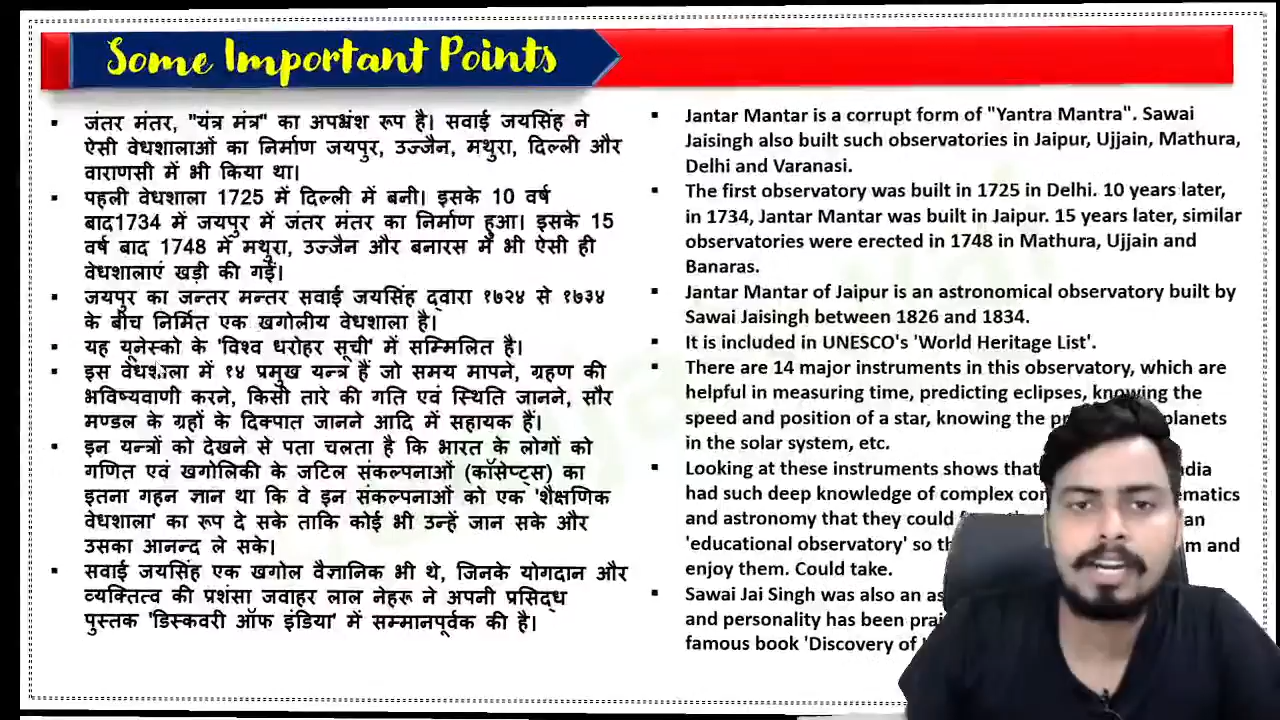 Some Important Points
जंतर मंतर, "यंत्र मंत्र" का अपभ्रंश रूप है। सवाई जयसिंह ने
ऐसी वेधशालाओं का निर्माण जयपुर, उज्जैन, मथुरा, दिल्ली और
वाराणसी में भी किया था।
पहली वेधशाला 1725 में दिल्ली में बनी। इसके 10 वर्ष
बाद1734 में जयपुर में जंतर मंतर का निर्माण हुआ। इसके 15
वर्ष बाद 1748 में मथुरा, उज्जैन और बनारस में भी ऐसी ही
वेधशालाएं खड़ी की गईं।
जयपुर का जन्तर मन्तर सवाई जयसिंह द्वारा १७२४ से १७३४
के बीच निर्मित एक खगोलीय वेधशाला है।
यह यूनेस्को के 'विश्व धरोहर सूची' में सम्मिलित है।
इस वेधशाला में १४ प्रमुख यन्त्र हैं जो समय मापने, ग्रहण की
भविष्यवाणी करने, किसी तारे की गति एवं स्थिति जानने, सौर
मण्डल के ग्रहों के दिक्पात जानने आदि में सहायक हैं।
इन यन्त्रों को देखने से पता चलता है कि भारत के लोगों को
गणित एवं खगोलिकी के जटिल संकल्पनाओं (कॉसेप्ट्स) का
इतना गहन ज्ञान था कि वे इन संकल्पनाओं को एक 'शैक्षणिक
वेधशाला' का रूप दे सके ताकि कोई भी उन्हें जान सके और
उसका आनन्द ले सके।
सवाई जयसिंह एक खगोल वैज्ञानिक भी थे, जिनके योगदान और
व्यक्तित्व की प्रशंसा जवाहर लाल नेहरू ने अपनी प्रसिद्ध
पुस्तक 'डिस्कवरी ऑफ इंडिया' में सम्मानपूर्वक की है।
Jantar Mantar is a corrupt form of "Yantra Mantra". Sawai
Jaisingh also built such observatories in Jaipur, Ujjain, Mathura,
Delhi and Varanasi.
The first observatory was built in 1725 in Delhi. 10 years later,
in 1734, Jantar Mantar was built in Jaipur. 15 years later, similar
observatories were erected in 1748 in Mathura, Ujjain and
Banaras.
Jantar Mantar of Jaipur is an astronomical observatory built by
Sawai Jaisingh between 1826 and 1834.
It is included in UNESCO's 'World Heritage List'.
There are 14 major instruments in this observatory, which are
helpful in measuring time, predicting eclipses, knowing the
speed and position of a star, knowing the planets
in the solar system, etc.
Looking at these instruments shows that
had such deep knowledge of complex
and astronomy that they could an
'educational observatory' so and
enjoy them. Could take.
Sawai Jai Singh was also an
and personality has been
famous book 'Discovery of